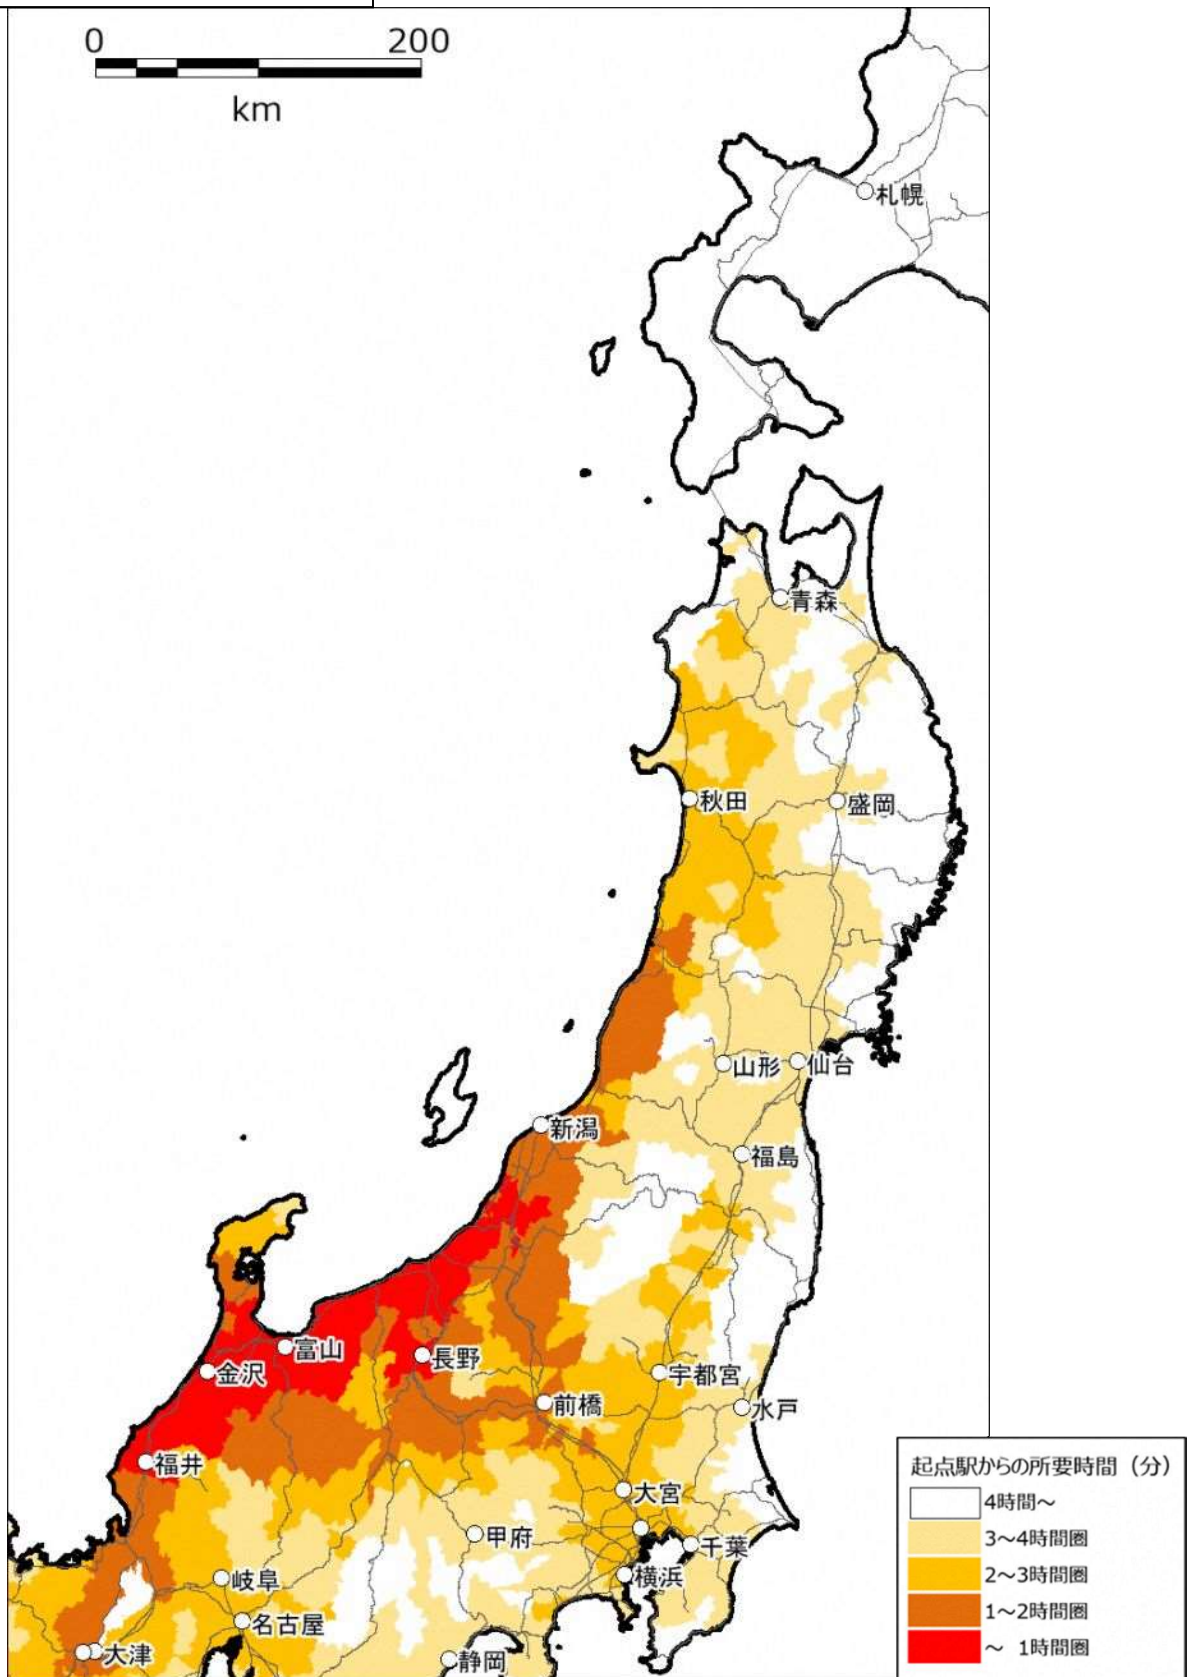 0 200
km
札幌
青森
秋田
盛岡
山形
仙台
新潟
福島
富山
長野
金沢
宇都宮
前橋
水戸
福井
大宮
甲府
千葉
岐阜
横浜
名古屋
大津
静岡
起点駅からの所要時間（分）
4時間～
3～4時間圏
2～3時間圏
1～2時間圏
～ 1時間圏